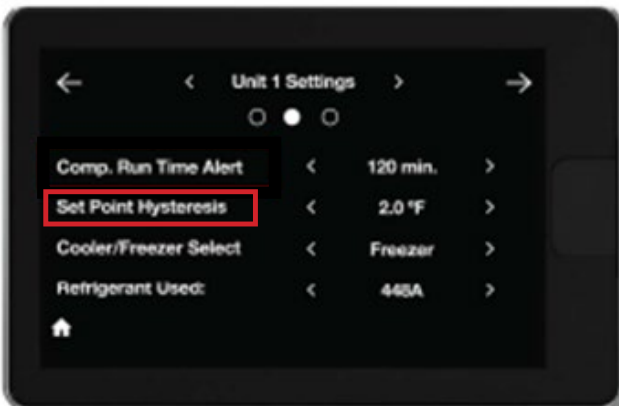 Unit 1 Settings
Comp. Run Time Alert 120 min.
Set Point Hysteresis 2.0 °F
Cooler/Freezer Select Freezer
Refrigerant Used: 448A